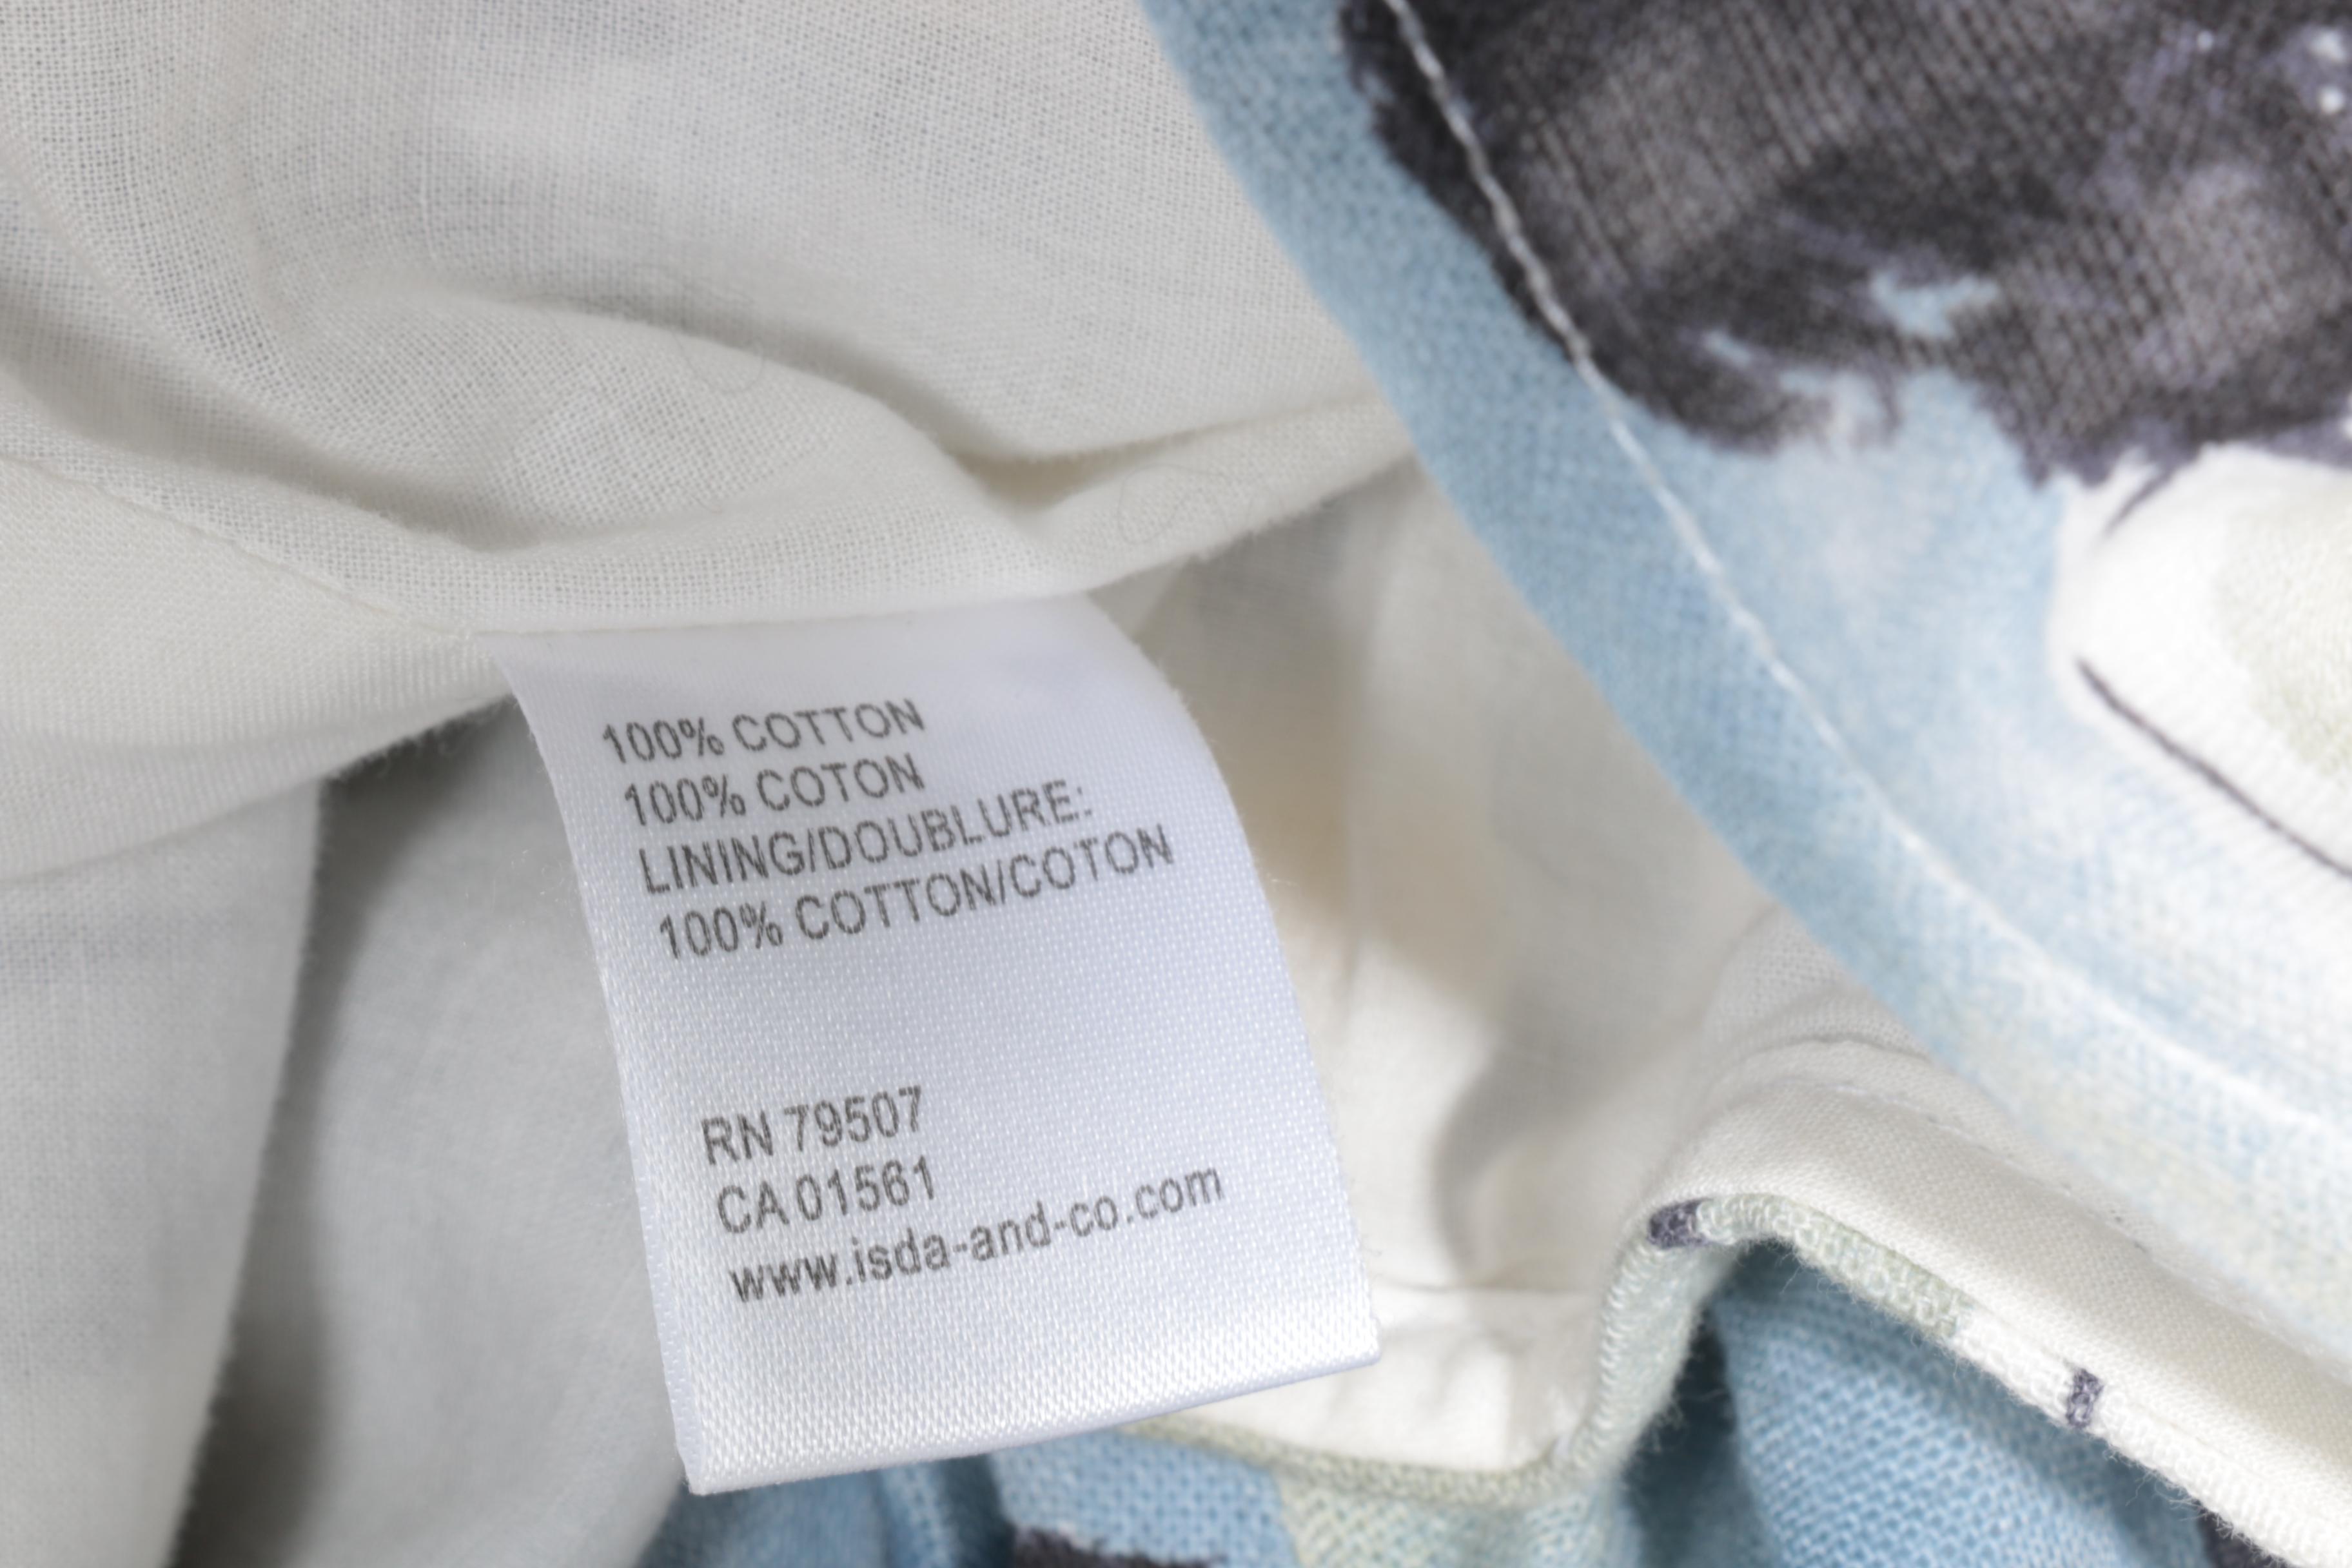 100% COTTON
100% COTON
LINING/DOUBLURE:
100% COTTON/COTON
RN 79507
CA 01561
www.isda-and-co.com